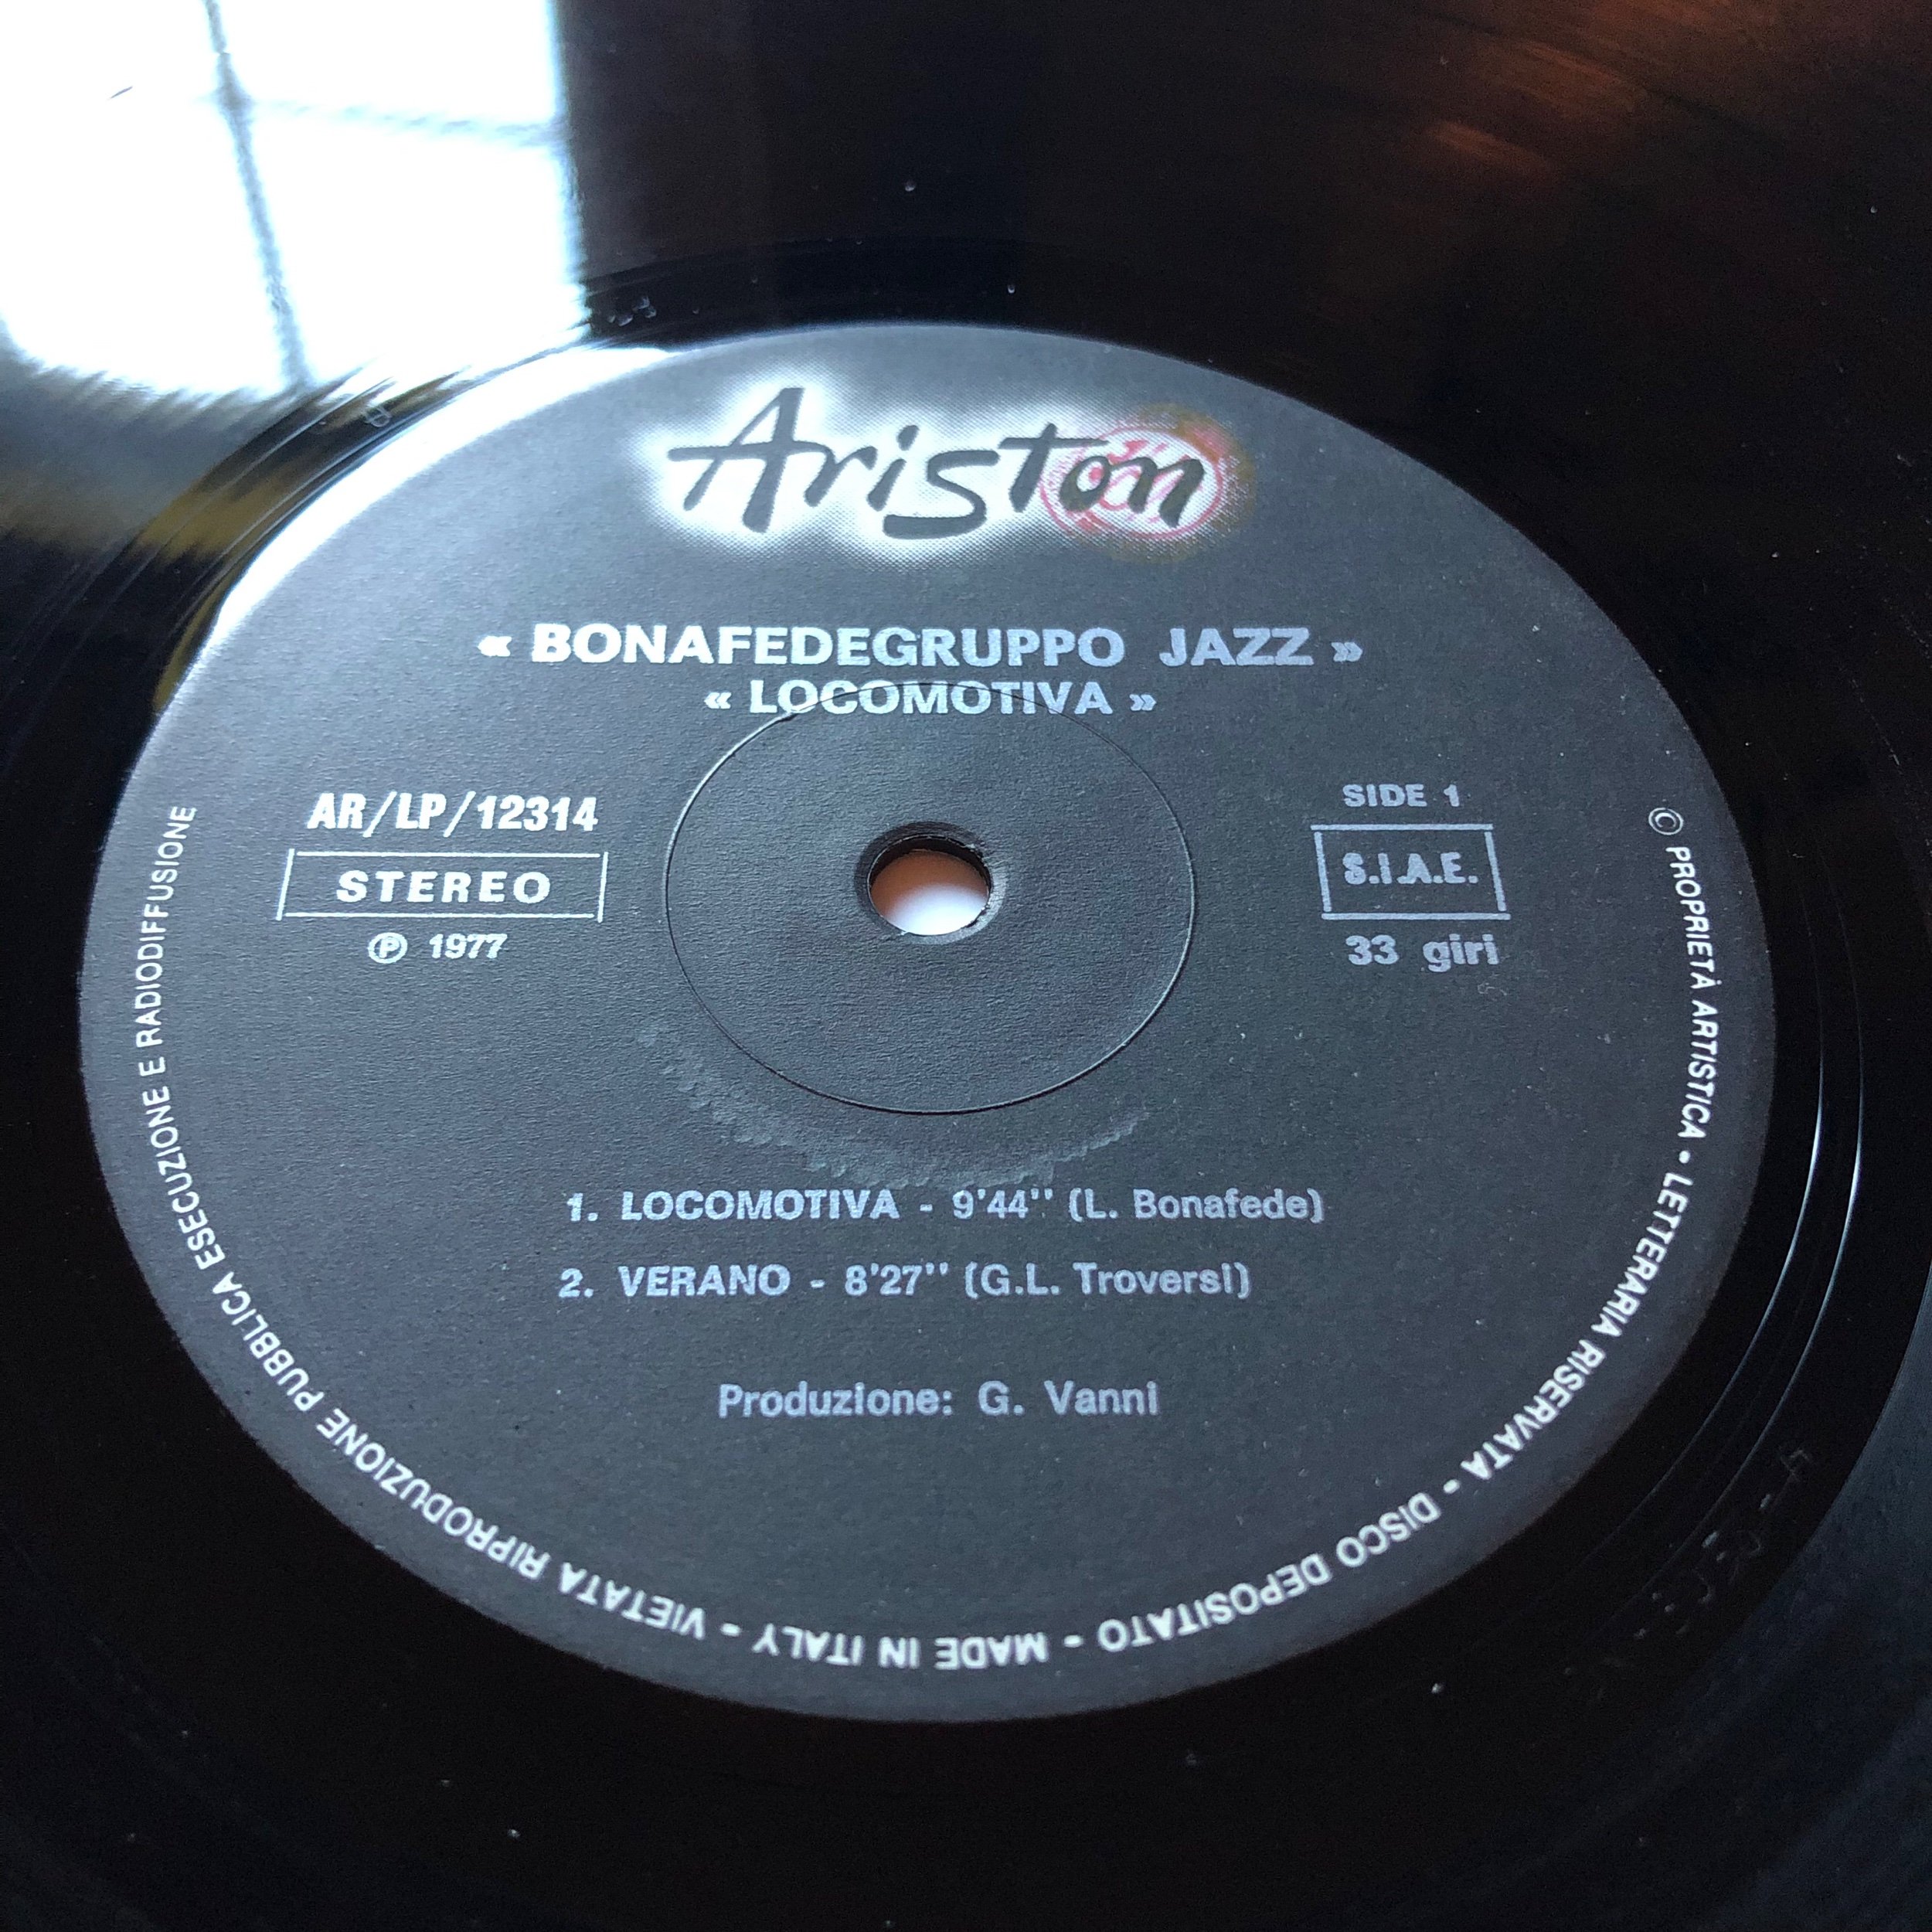 Ariston
« BONAFEDEGRUPPO JAZZ »
« LOCOMOTIVA »
AR/LP/12314
STEREO
Ⓟ 1977
SIDE 1
S.I.A.E.
33 giri
1. LOCOMOTIVA - 9'44" (L. Bonafede)
2. VERANO - 8'27" (G.L. Troversi)
Produzione: G. Vanni
© PROPRIETÀ ARTISTICA • LETTERARIA RISERVATA - DISCO DEPOSITATO - MADE IN ITALY - VIETATA RIPRODUZIONE PUBBLICA ESECUZIONE E RADIODIFFUSIONE